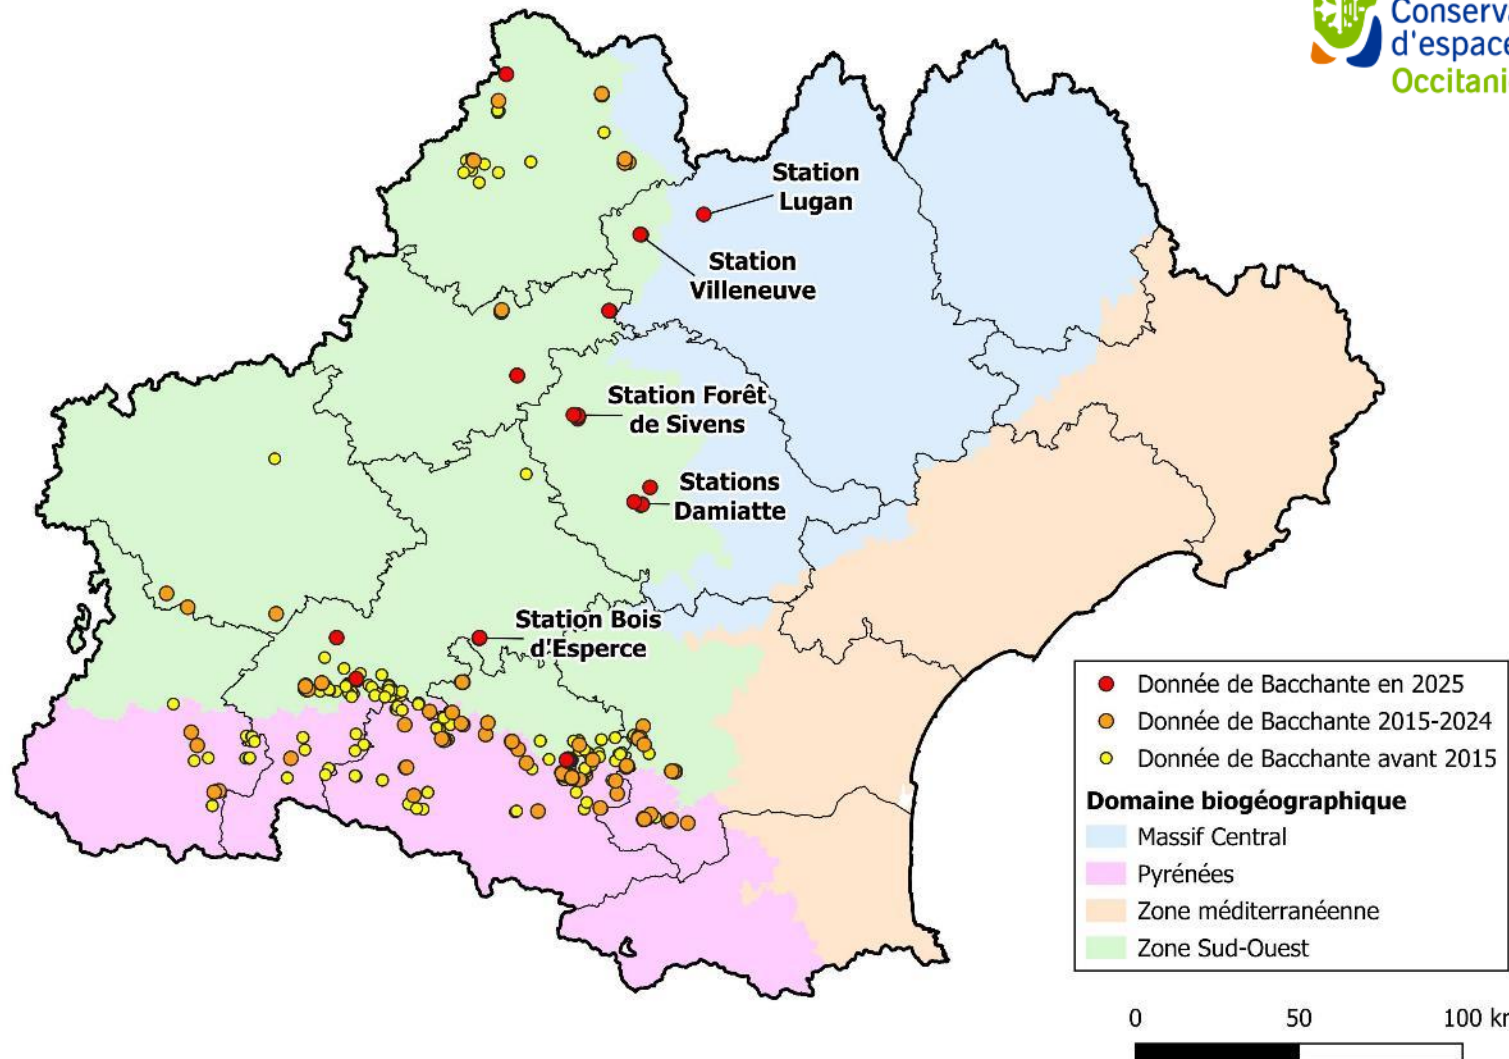 Conserva
d'espace
Occitani
Station
Lugan
Station
Villeneuve
Station Forêt
de Sivens
Stations
Damiatte
Station Bois
d'Esperce
Donnée de Bacchante en 2025
Donnée de Bacchante 2015-2024
Donnée de Bacchante avant 2015
Domaine biogéographique
Massif Central
Pyrénées
Zone méditerranéenne
Zone Sud-Ouest
0 50 100 km